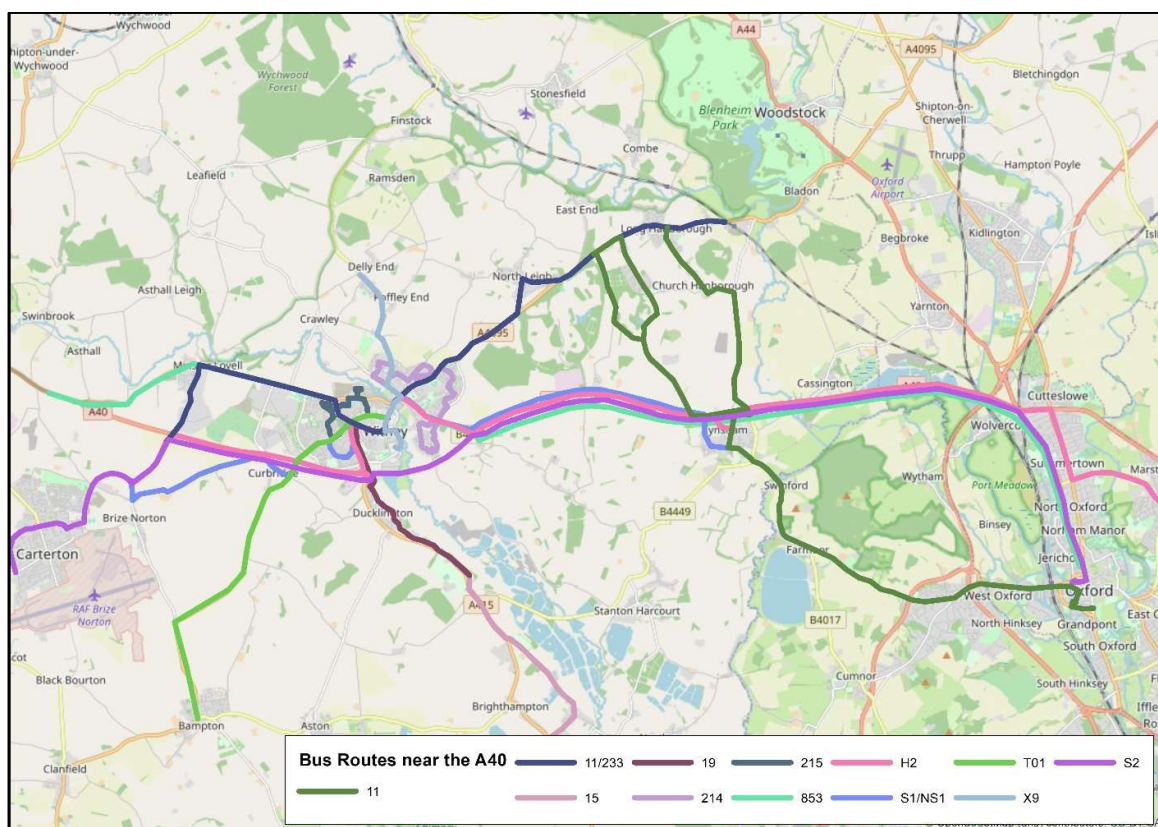 under-Wychwood
Wychwood
A44
A4095
Shipton-under-
Wychwood
Bletchingdon
Wychwood
Forest
Stonesfield
Blenheim
Park
Woodstock
Shipton-on-
Cherwell
Finstock
Combe
Thrupp
Hampton Poyle
Leafield
Ramsden
Bladon
Oxford
Airport
East End
Long Hanborough
Kidlington
Begbroke
Delly End
North Leigh
Church Hanborough
Asthall Leigh
Poffley End
Yarnton
Swinbrook
Crawley
A4095
Asthall
Minster Lovell
Cassington
A40
Cutteslowe
A40
Witney
Eynsham
Wolvercote
Curbridge
Summertown
Wytham
Port Meadow
Swinford
Brize Norton
Ducklington
B4449
North Oxford
Binsey
Norham Manor
Carterton
Farmoor
Jericho
RAF Brize
Norton
A415
West Oxford
Oxford
Stanton Harcourt
B4017
North Hinksey
Grandpont
South Oxford
Black Bourton
Cumnor
South Hinksey
Brighthampton
Bampton
Aston
Clanfield
Bus Routes near the A40
11/233
19
215
H2
T01
S2
11
15
214
853
S1/NS1
X9